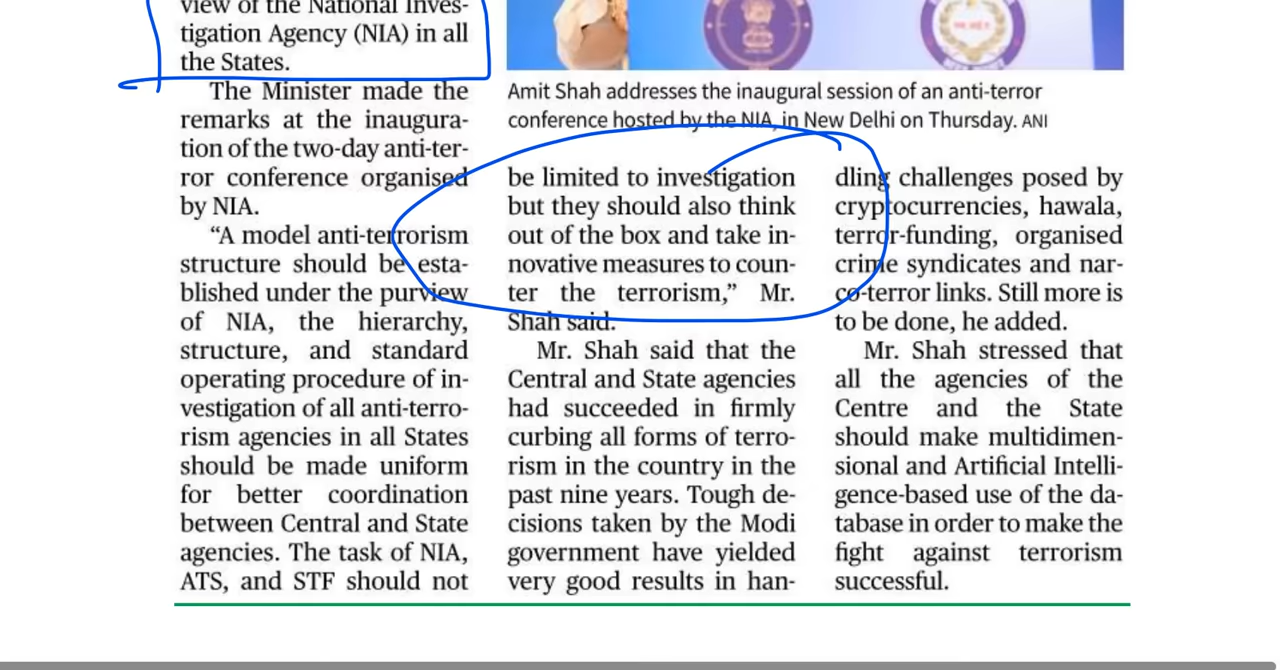 view of the National Inves-
tigation Agency (NIA) in all
the States.
The Minister made the
remarks at the inaugura-
tion of the two-day anti-ter-
ror conference organised
by NIA.
“A model anti-terrorism
structure should be esta-
blished under the purview
of NIA, the hierarchy,
structure, and standard
operating procedure of in-
vestigation of all anti-terro-
rism agencies in all States
should be made uniform
for better coordination
between Central and State
agencies. The task of NIA,
ATS, and STF should not
Amit Shah addresses the inaugural session of an anti-terror
conference hosted by the NIA, in New Delhi on Thursday. ANI
be limited to investigation
but they should also think
out of the box and take in-
novative measures to coun-
ter the terrorism,” Mr.
Shah said.
Mr. Shah said that the
Central and State agencies
had succeeded in firmly
curbing all forms of terro-
rism in the country in the
past nine years. Tough de-
cisions taken by the Modi
government have yielded
very good results in han-
dling challenges posed by
cryptocurrencies, hawala,
terror-funding, organised
crime syndicates and nar-
co-terror links. Still more is
to be done, he added.
Mr. Shah stressed that
all the agencies of the
Centre and the State
should make multidimen-
sional and Artificial Intelli-
gence-based use of the da-
tabase in order to make the
fight against terrorism
successful.